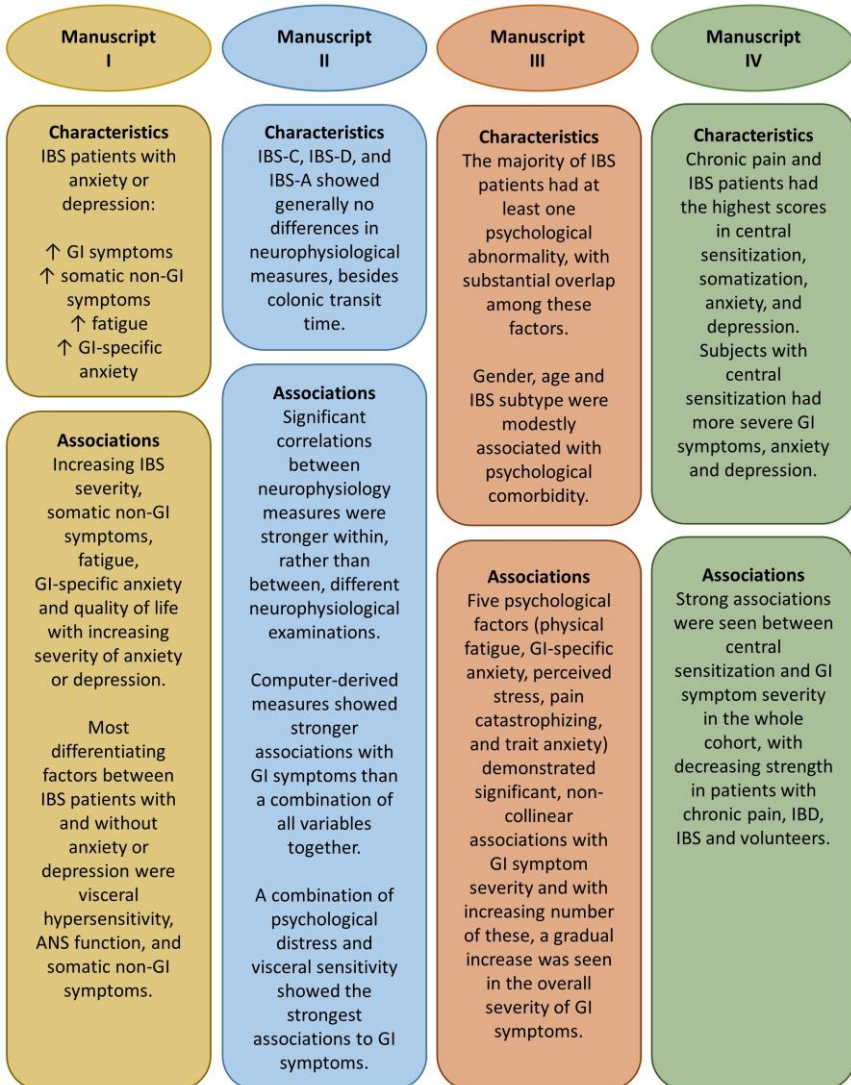 Manuscript
I
Characteristics
IBS patients with
anxiety or
depression:
↑ GI symptoms
↑ somatic non-GI
symptoms
↑ fatigue
↑ GI-specific
anxiety
Associations
Increasing IBS
severity,
somatic non-GI
symptoms,
fatigue,
GI-specific anxiety
and quality of life
with increasing
severity of anxiety
or depression.
Most
differentiating
factors between
IBS patients with
and without
anxiety or
depression were
visceral
hypersensitivity,
ANS function, and
somatic non-GI
symptoms.
Manuscript
II
Characteristics
IBS-C, IBS-D, and
IBS-A showed
generally no
differences in
neurophysiological
measures, besides
colonic transit
time.
Associations
Significant
correlations
between
neurophysiology
measures were
stronger within,
rather than
between, different
neurophysiological
examinations.
Computer-derived
measures showed
stronger
associations with
GI symptoms than
a combination of
all variables
together.
A combination of
psychological
distress and
visceral sensitivity
showed the
strongest
associations to GI
symptoms.
Manuscript
III
Characteristics
The majority of IBS
patients had at
least one
psychological
abnormality, with
substantial overlap
among these
factors.
Gender, age and
IBS subtype were
modestly
associated with
psychological
comorbidity.
Associations
Five psychological
factors (physical
fatigue, GI-specific
anxiety, perceived
stress, pain
catastrophizing,
and trait anxiety)
demonstrated
significant, non-
collinear
associations with
GI symptom
severity and with
increasing number
of these, a gradual
increase was seen
in the overall
severity of GI
symptoms.
Manuscript
IV
Characteristics
Chronic pain and
IBS patients had
the highest scores
in central
sensitization,
somatization,
anxiety, and
depression.
Subjects with
central
sensitization had
more severe GI
symptoms, anxiety
and depression.
Associations
Strong associations
were seen between
central
sensitization and GI
symptom severity
in the whole
cohort, with
decreasing strength
in patients with
chronic pain, IBD,
IBS and volunteers.